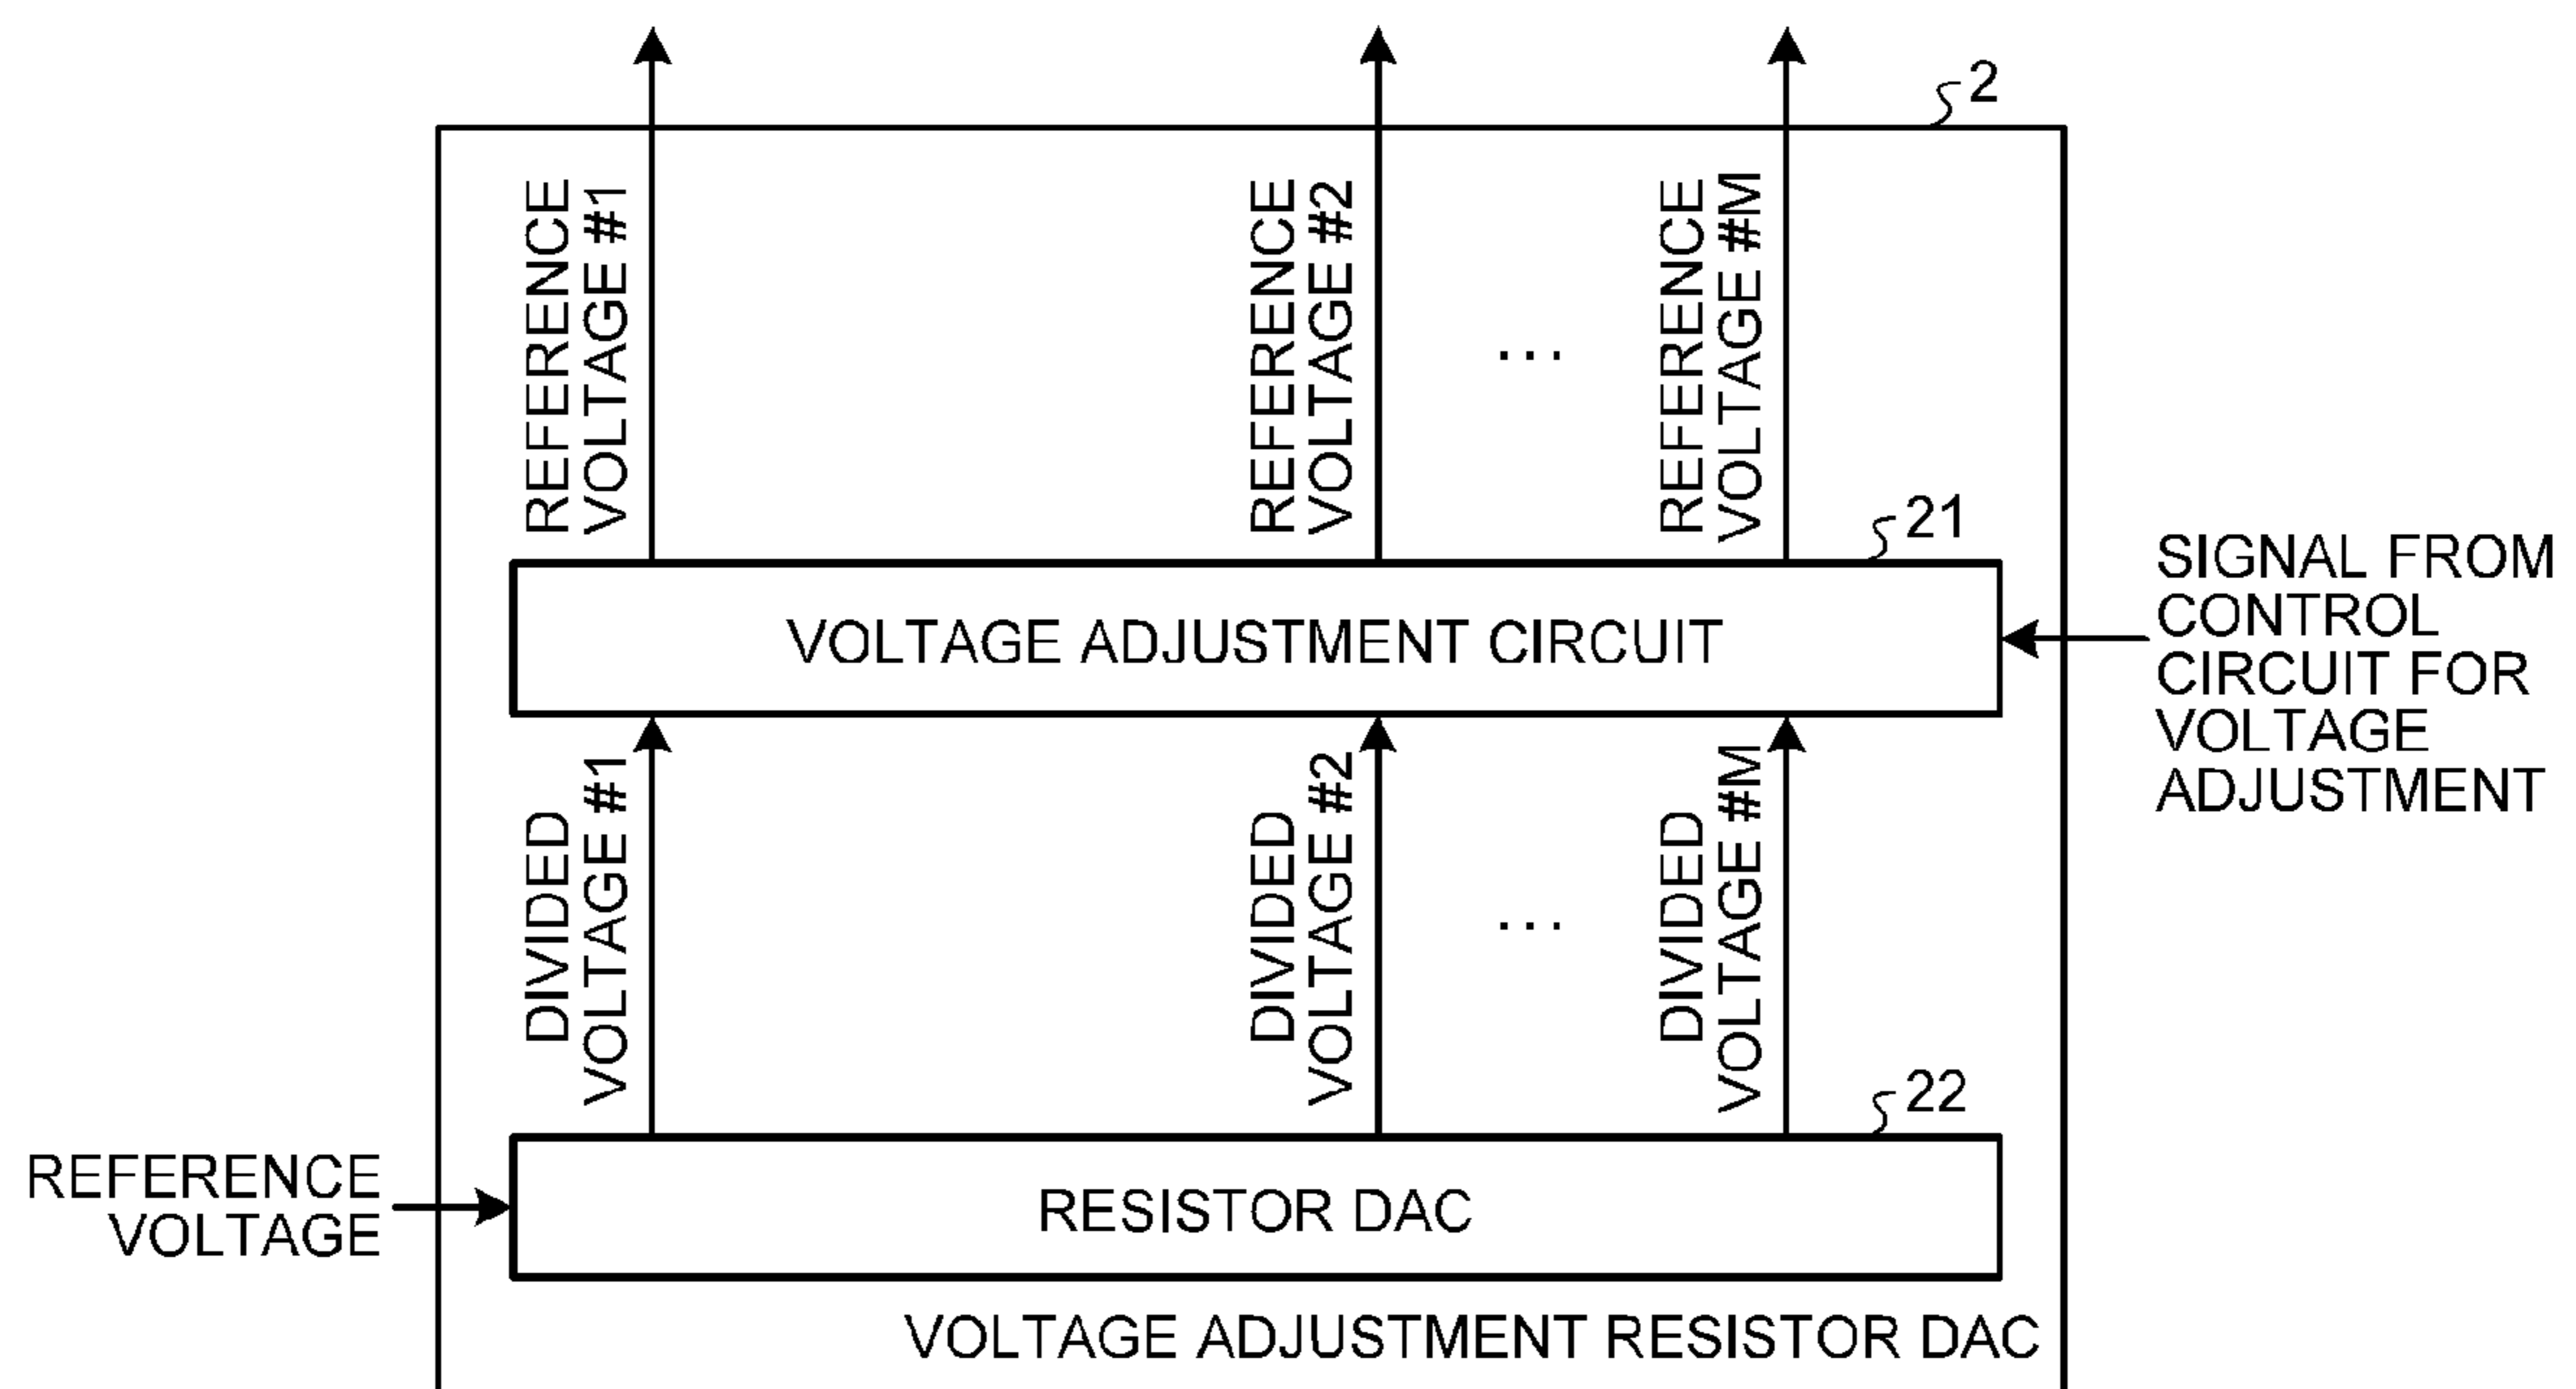 2
REFERENCE
VOLTAGE #1
REFERENCE
VOLTAGE #2
...
REFERENCE
VOLTAGE #M
21
VOLTAGE ADJUSTMENT CIRCUIT
SIGNAL FROM
CONTROL
CIRCUIT FOR
VOLTAGE
ADJUSTMENT
DIVIDED
VOLTAGE #1
DIVIDED
VOLTAGE #2
...
DIVIDED
VOLTAGE #M
22
REFERENCE
VOLTAGE
RESISTOR DAC
VOLTAGE ADJUSTMENT RESISTOR DAC